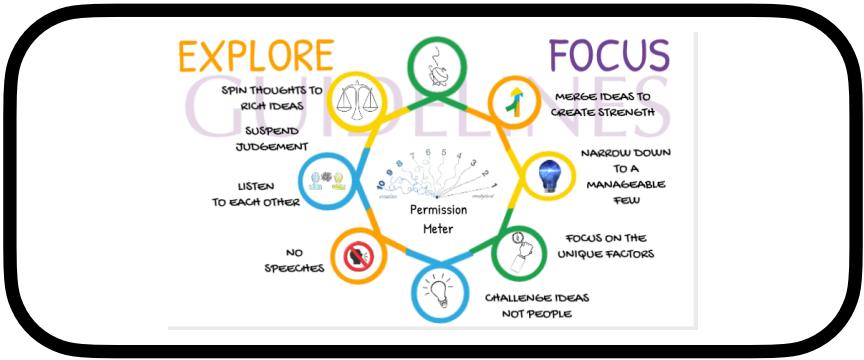 EXPLORE
FOCUS
GUIDELINES
SPIN THOUGHTS TO
RICH IDEAS
SUSPEND
JUDGEMENT
LISTEN
TO EACH OTHER
NO
SPEECHES
MERGE IDEAS TO
CREATE STRENGTH
NARROW DOWN
TO A
MANAGEABLE
FEW
FOCUS ON THE
UNIQUE FACTORS
CHALLENGE IDEAS
NOT PEOPLE
10 9 8 7 6 5 4 3 2 1
creative
analytical
Permission
Meter